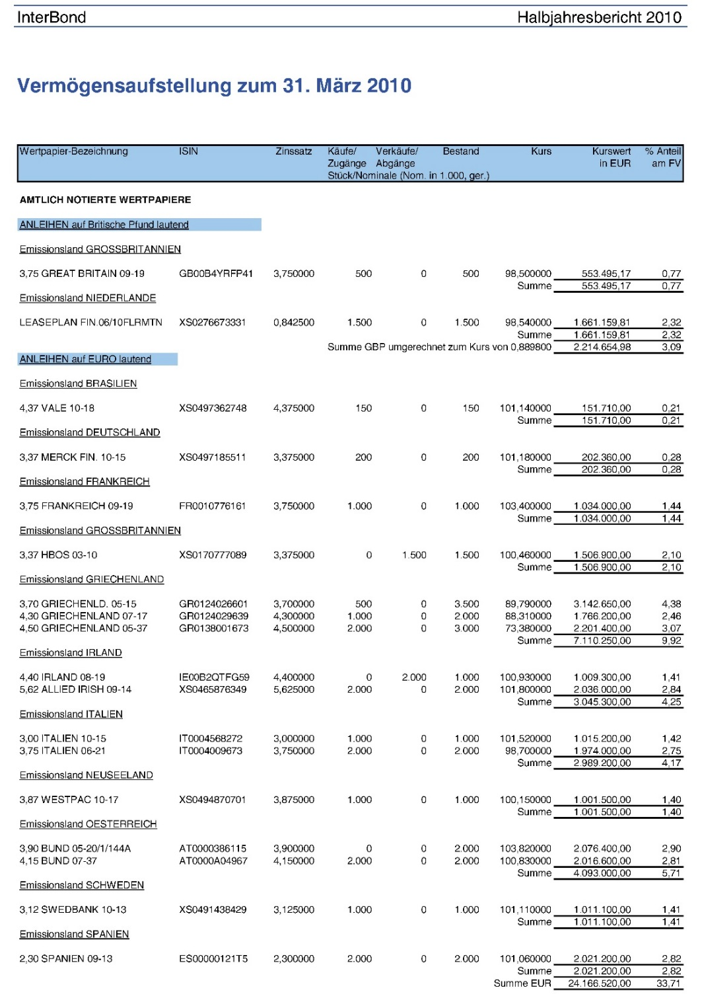 InterBond Halbjahresbericht 2010
Vermögensaufstellung zum 31. März 2010
Wertpapier-Bezeichnung ISIN Zinssatz Käufe/ Verkäufe/ Bestand Kurs Kurswert % Anteil
Zugänge Abgänge in EUR am FV
Stück/Nominale (Nom. in 1.000, ger.)
AMTLICH NOTIERTE WERTPAPIERE
ANLEIHEN auf Britische Pfund lautend
Emissionsland GROSSBRITANNIEN
3,75 GREAT BRITAIN 09-19 GB00B4YRFP41 3,750000 500 0 500 98,500000 553.495,17 0,77
Summe 553.495,17 0,77
Emissionsland NIEDERLANDE
LEASEPLAN FIN.06/10FLRMTN XS0276673331 0,842500 1.500 0 1.500 98,540000 1.661.159,81 2,32
Summe 1.661.159,81 2,32
Summe GBP umgerechnet zum Kurs von 0,889800 2.214.654,98 3,09
ANLEIHEN auf EURO lautend
Emissionsland BRASILIEN
4,37 VALE 10-18 XS0497362748 4,375000 150 0 150 101,140000 151.710,00 0,21
Summe 151.710,00 0,21
Emissionsland DEUTSCHLAND
3,37 MERCK FIN. 10-15 XS0497185511 3,375000 200 0 200 101,180000 202.360,00 0,28
Summe 202.360,00 0,28
Emissionsland FRANKREICH
3,75 FRANKREICH 09-19 FR0010776161 3,750000 1.000 0 1.000 103,400000 1.034.000,00 1,44
Summe 1.034.000,00 1,44
Emissionsland GROSSBRITANNIEN
3,37 HBOS 03-10 XS0170777089 3,375000 0 1.500 1.500 100,460000 1.506.900,00 2,10
Summe 1.506.900,00 2,10
Emissionsland GRIECHENLAND
3,70 GRIECHENLD. 05-15 GR0124026601 3,700000 500 0 3.500 89,790000 3.142.650,00 4,38
4,30 GRIECHENLAND 07-17 GR0124029639 4,300000 1.000 0 2.000 88,310000 1.766.200,00 2,46
4,50 GRIECHENLAND 05-37 GR0138001673 4,500000 2.000 0 3.000 73,380000 2.201.400,00 3,07
Summe 7.110.250,00 9,92
Emissionsland IRLAND
4,40 IRLAND 08-19 IE00B2QTFG59 4,400000 0 2.000 1.000 100,930000 1.009.300,00 1,41
5,62 ALLIED IRISH 09-14 XS0465876349 5,625000 2.000 0 2.000 101,800000 2.036.000,00 2,84
Summe 3.045.300,00 4,25
Emissionsland ITALIEN
3,00 ITALIEN 10-15 IT0004568272 3,000000 1.000 0 1.000 101,520000 1.015.200,00 1,42
3,75 ITALIEN 06-21 IT0004009673 3,750000 2.000 0 2.000 98,700000 1.974.000,00 2,75
Summe 2.989.200,00 4,17
Emissionsland NEUSEELAND
3,87 WESTPAC 10-17 XS0494870701 3,875000 1.000 0 1.000 100,150000 1.001.500,00 1,40
Summe 1.001.500,00 1,40
Emissionsland OESTERREICH
3,90 BUND 05-20/1/144A AT0000386115 3,900000 0 0 2.000 103,820000 2.076.400,00 2,90
4,15 BUND 07-37 AT0000A04967 4,150000 2.000 0 2.000 100,830000 2.016.600,00 2,81
Summe 4.093.000,00 5,71
Emissionsland SCHWEDEN
3,12 SWEDBANK 10-13 XS0491438429 3,125000 1.000 0 1.000 101,110000 1.011.100,00 1,41
Summe 1.011.100,00 1,41
Emissionsland SPANIEN
2,30 SPANIEN 09-13 ES00000121T5 2,300000 2.000 0 2.000 101,060000 2.021.200,00 2,82
Summe 2.021.200,00 2,82
Summe EUR 24.166.520,00 33,71